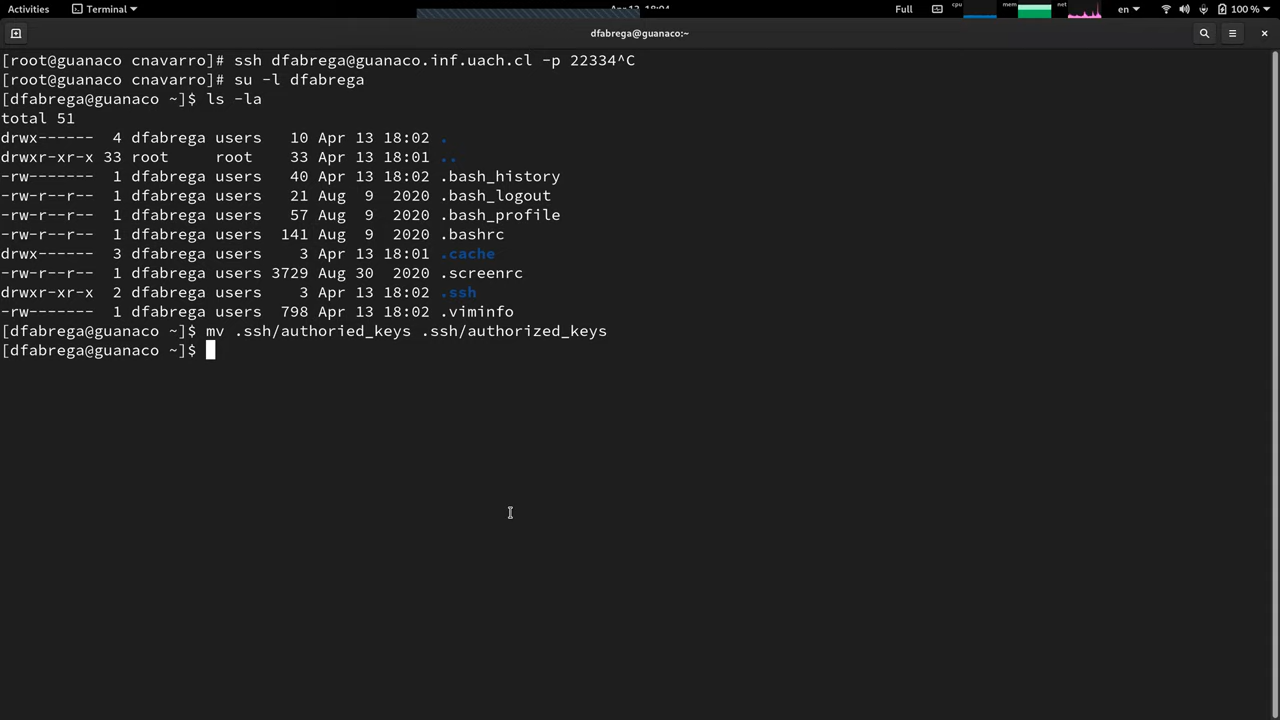 Activities Terminal Apr 13 18:04 Full cpu mem net en 100 %
dfabrega@guanaco:~
[root@guanaco cnavarro]# ssh dfabrega@guanaco.inf.uach.cl -p 22334^C
[root@guanaco cnavarro]# su -l dfabrega
[dfabrega@guanaco ~]$ ls -la
total 51
drwx------  4 dfabrega users   10 Apr 13 18:02 .
drwxr-xr-x 33 root     root    33 Apr 13 18:01 ..
-rw-------  1 dfabrega users   40 Apr 13 18:02 .bash_history
-rw-r--r--  1 dfabrega users   21 Aug  9  2020 .bash_logout
-rw-r--r--  1 dfabrega users   57 Aug  9  2020 .bash_profile
-rw-r--r--  1 dfabrega users  141 Aug  9  2020 .bashrc
drwx------  3 dfabrega users    3 Apr 13 18:01 .cache
-rw-r--r--  1 dfabrega users 3729 Aug 30  2020 .screenrc
drwxr-xr-x  2 dfabrega users    3 Apr 13 18:02 .ssh
-rw-------  1 dfabrega users  798 Apr 13 18:02 .viminfo
[dfabrega@guanaco ~]$ mv .ssh/authoried_keys .ssh/authorized_keys
[dfabrega@guanaco ~]$